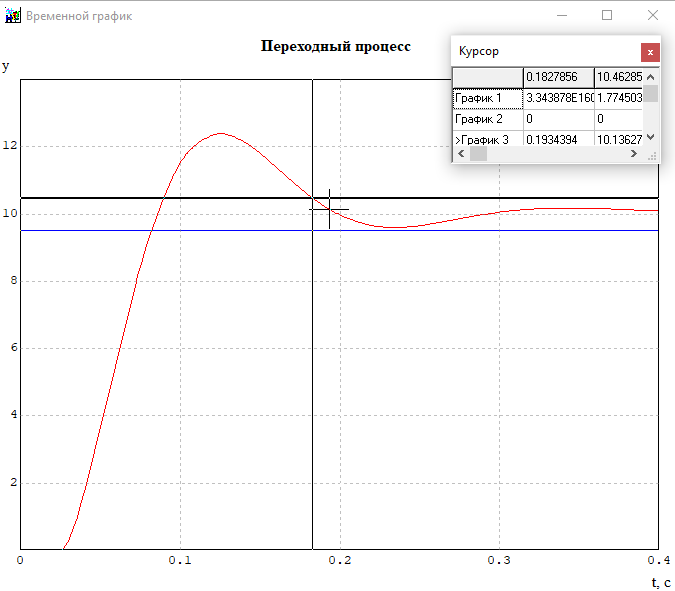 Временной график
Переходный процесс
y
Курсор
x
0.1827856 10.46285
График 1 3.343878E160 1.774503
График 2 0 0
>График 3 0.1934394 10.13627
12
10
8
6
4
2
0 0.1 0.2 0.3 0.4
t, c